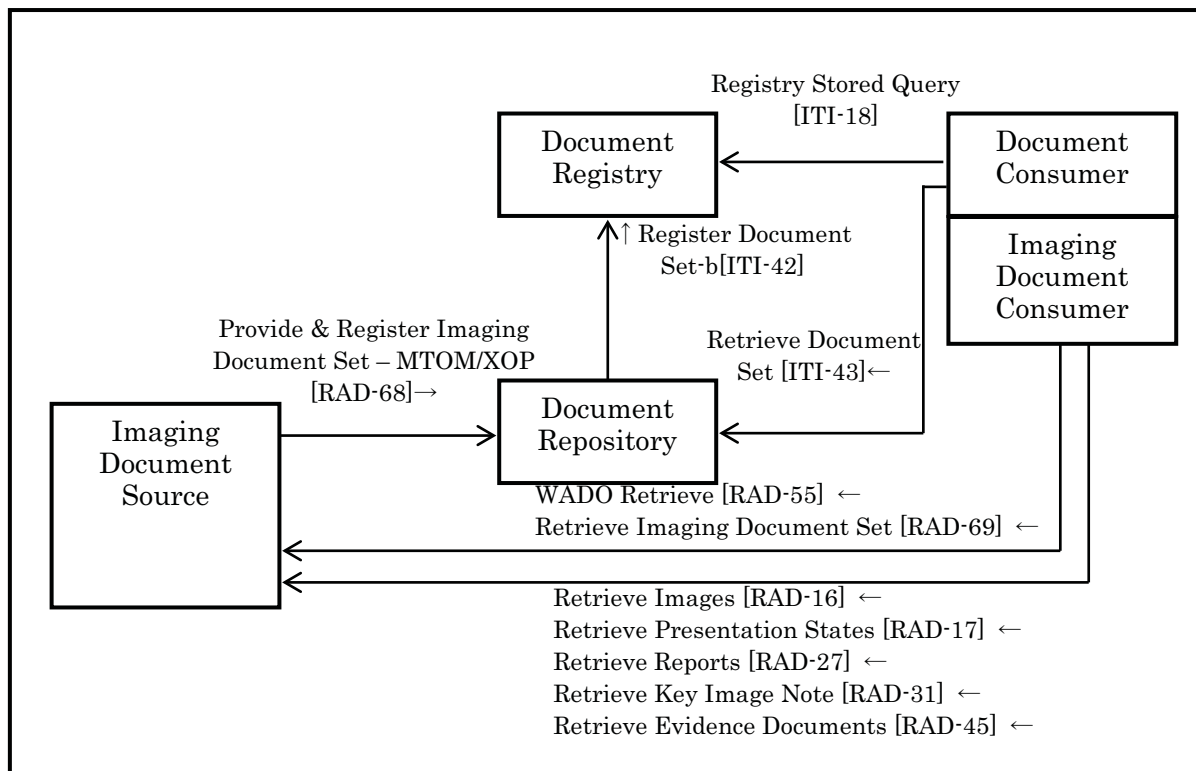 Registry Stored Query
[ITI-18]
Document
Registry
Document
Consumer
↑ Register Document
Set-b[ITI-42]
Imaging
Document
Consumer
Provide & Register Imaging
Document Set – MTOM/XOP
[RAD-68]→
Retrieve Document
Set [ITI-43]←
Imaging
Document
Source
Document
Repository
WADO Retrieve [RAD-55] ←
Retrieve Imaging Document Set [RAD-69] ←
Retrieve Images [RAD-16] ←
Retrieve Presentation States [RAD-17] ←
Retrieve Reports [RAD-27] ←
Retrieve Key Image Note [RAD-31] ←
Retrieve Evidence Documents [RAD-45] ←